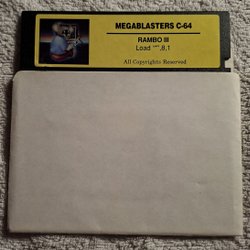 MEGABLASTERS C-64
RAMBO III
Load "*",8,1
All Copyrights Reserved